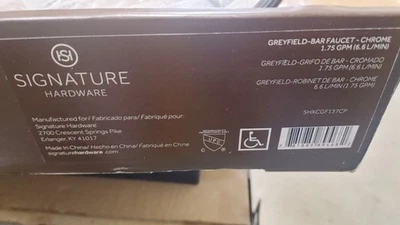 SIGNATURE
HARDWARE
GREYFIELD-BAR FAUCET - CHROME
1.75 GPM (6.6 L/MIN)
GREYFIELD-GRIFO DE BAR - CROMADO
1.75 GPM (6.6 L/MIN)
GREYFIELD-ROBINET DE BAR - CHROME
6.6 L/MIN (1.75 GPM)
SHXCGF137CP
Manufactured for/ Fabricado para/ Fabriqué pour:
Signature Hardware
2700 Crescent Springs Pike
Erlanger, KY 41017
Made in China/ Hecho en China/ Fabriqué en Chine
signaturehardware.com
UPC